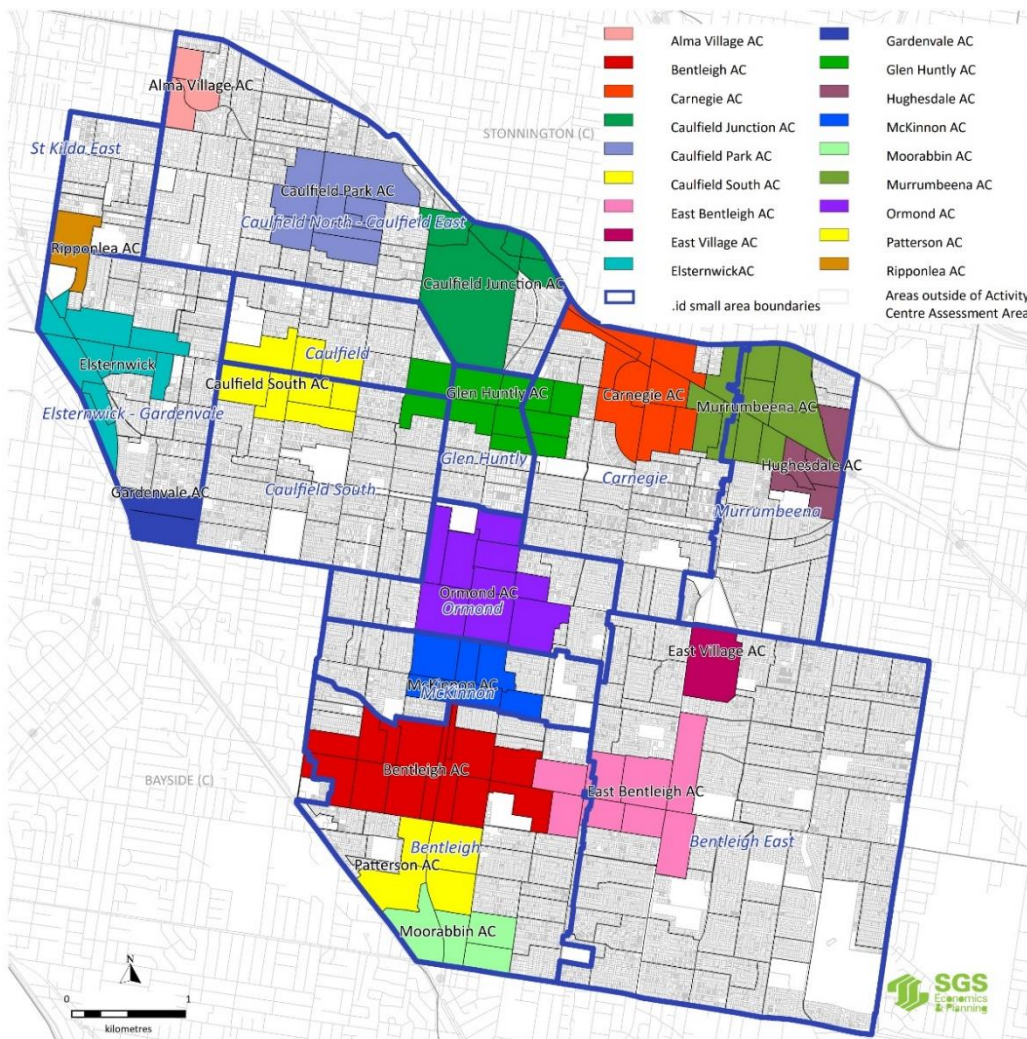 Alma Village AC
Bentleigh AC
Carnegie AC
Caulfield Junction AC
Caulfield Park AC
Caulfield South AC
East Bentleigh AC
East Village AC
ElsternwickAC
.id small area boundaries
Gardenvale AC
Glen Huntly AC
Hughesdale AC
McKinnon AC
Moorabbin AC
Murrumbeena AC
Ormond AC
Patterson AC
Ripponlea AC
Areas outside of Activity
Centre Assessment Area
Alma Village AC
STONNINGTON (C)
St Kilda East
Caulfield Park AC
Caulfield North - Caulfield East
Ripponlea AC
Caulfield Junction AC
Caulfield
Elsternwick
Caulfield South AC
Glen Huntly AC
Carnegie AC
Murrumbeena AC
Elsternwick - Gardenvale
Glen Huntly
Hughesdale AC
Carnegie
Gardenvale AC
Caulfield South
Murrumbeena
Ormond AC
Ormond
East Village AC
McKinnon AC
McKinnon
BAYSIDE (C)
Bentleigh AC
East Bentleigh AC
Bentleigh
Bentleigh East
Patterson AC
Moorabbin AC
N
0 1
kilometres
SGS
Economics
& Planning